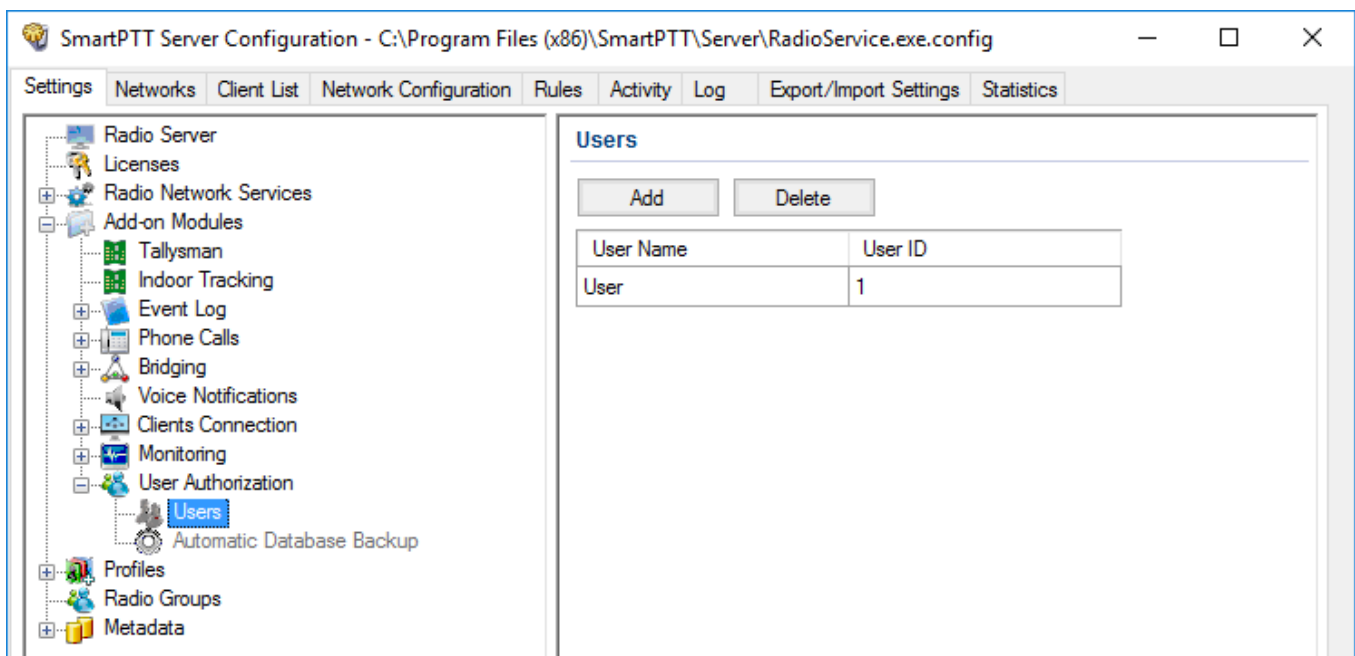 SmartPTT Server Configuration - C:\Program Files (x86)\SmartPTT\Server\RadioService.exe.config
Settings Networks Client List Network Configuration Rules Activity Log Export/Import Settings Statistics
Radio Server
Licenses
Radio Network Services
Add-on Modules
Tallysman
Indoor Tracking
Event Log
Phone Calls
Bridging
Voice Notifications
Clients Connection
Monitoring
User Authorization
Users
Automatic Database Backup
Profiles
Radio Groups
Metadata
Users
Add Delete
User Name User ID
User 1